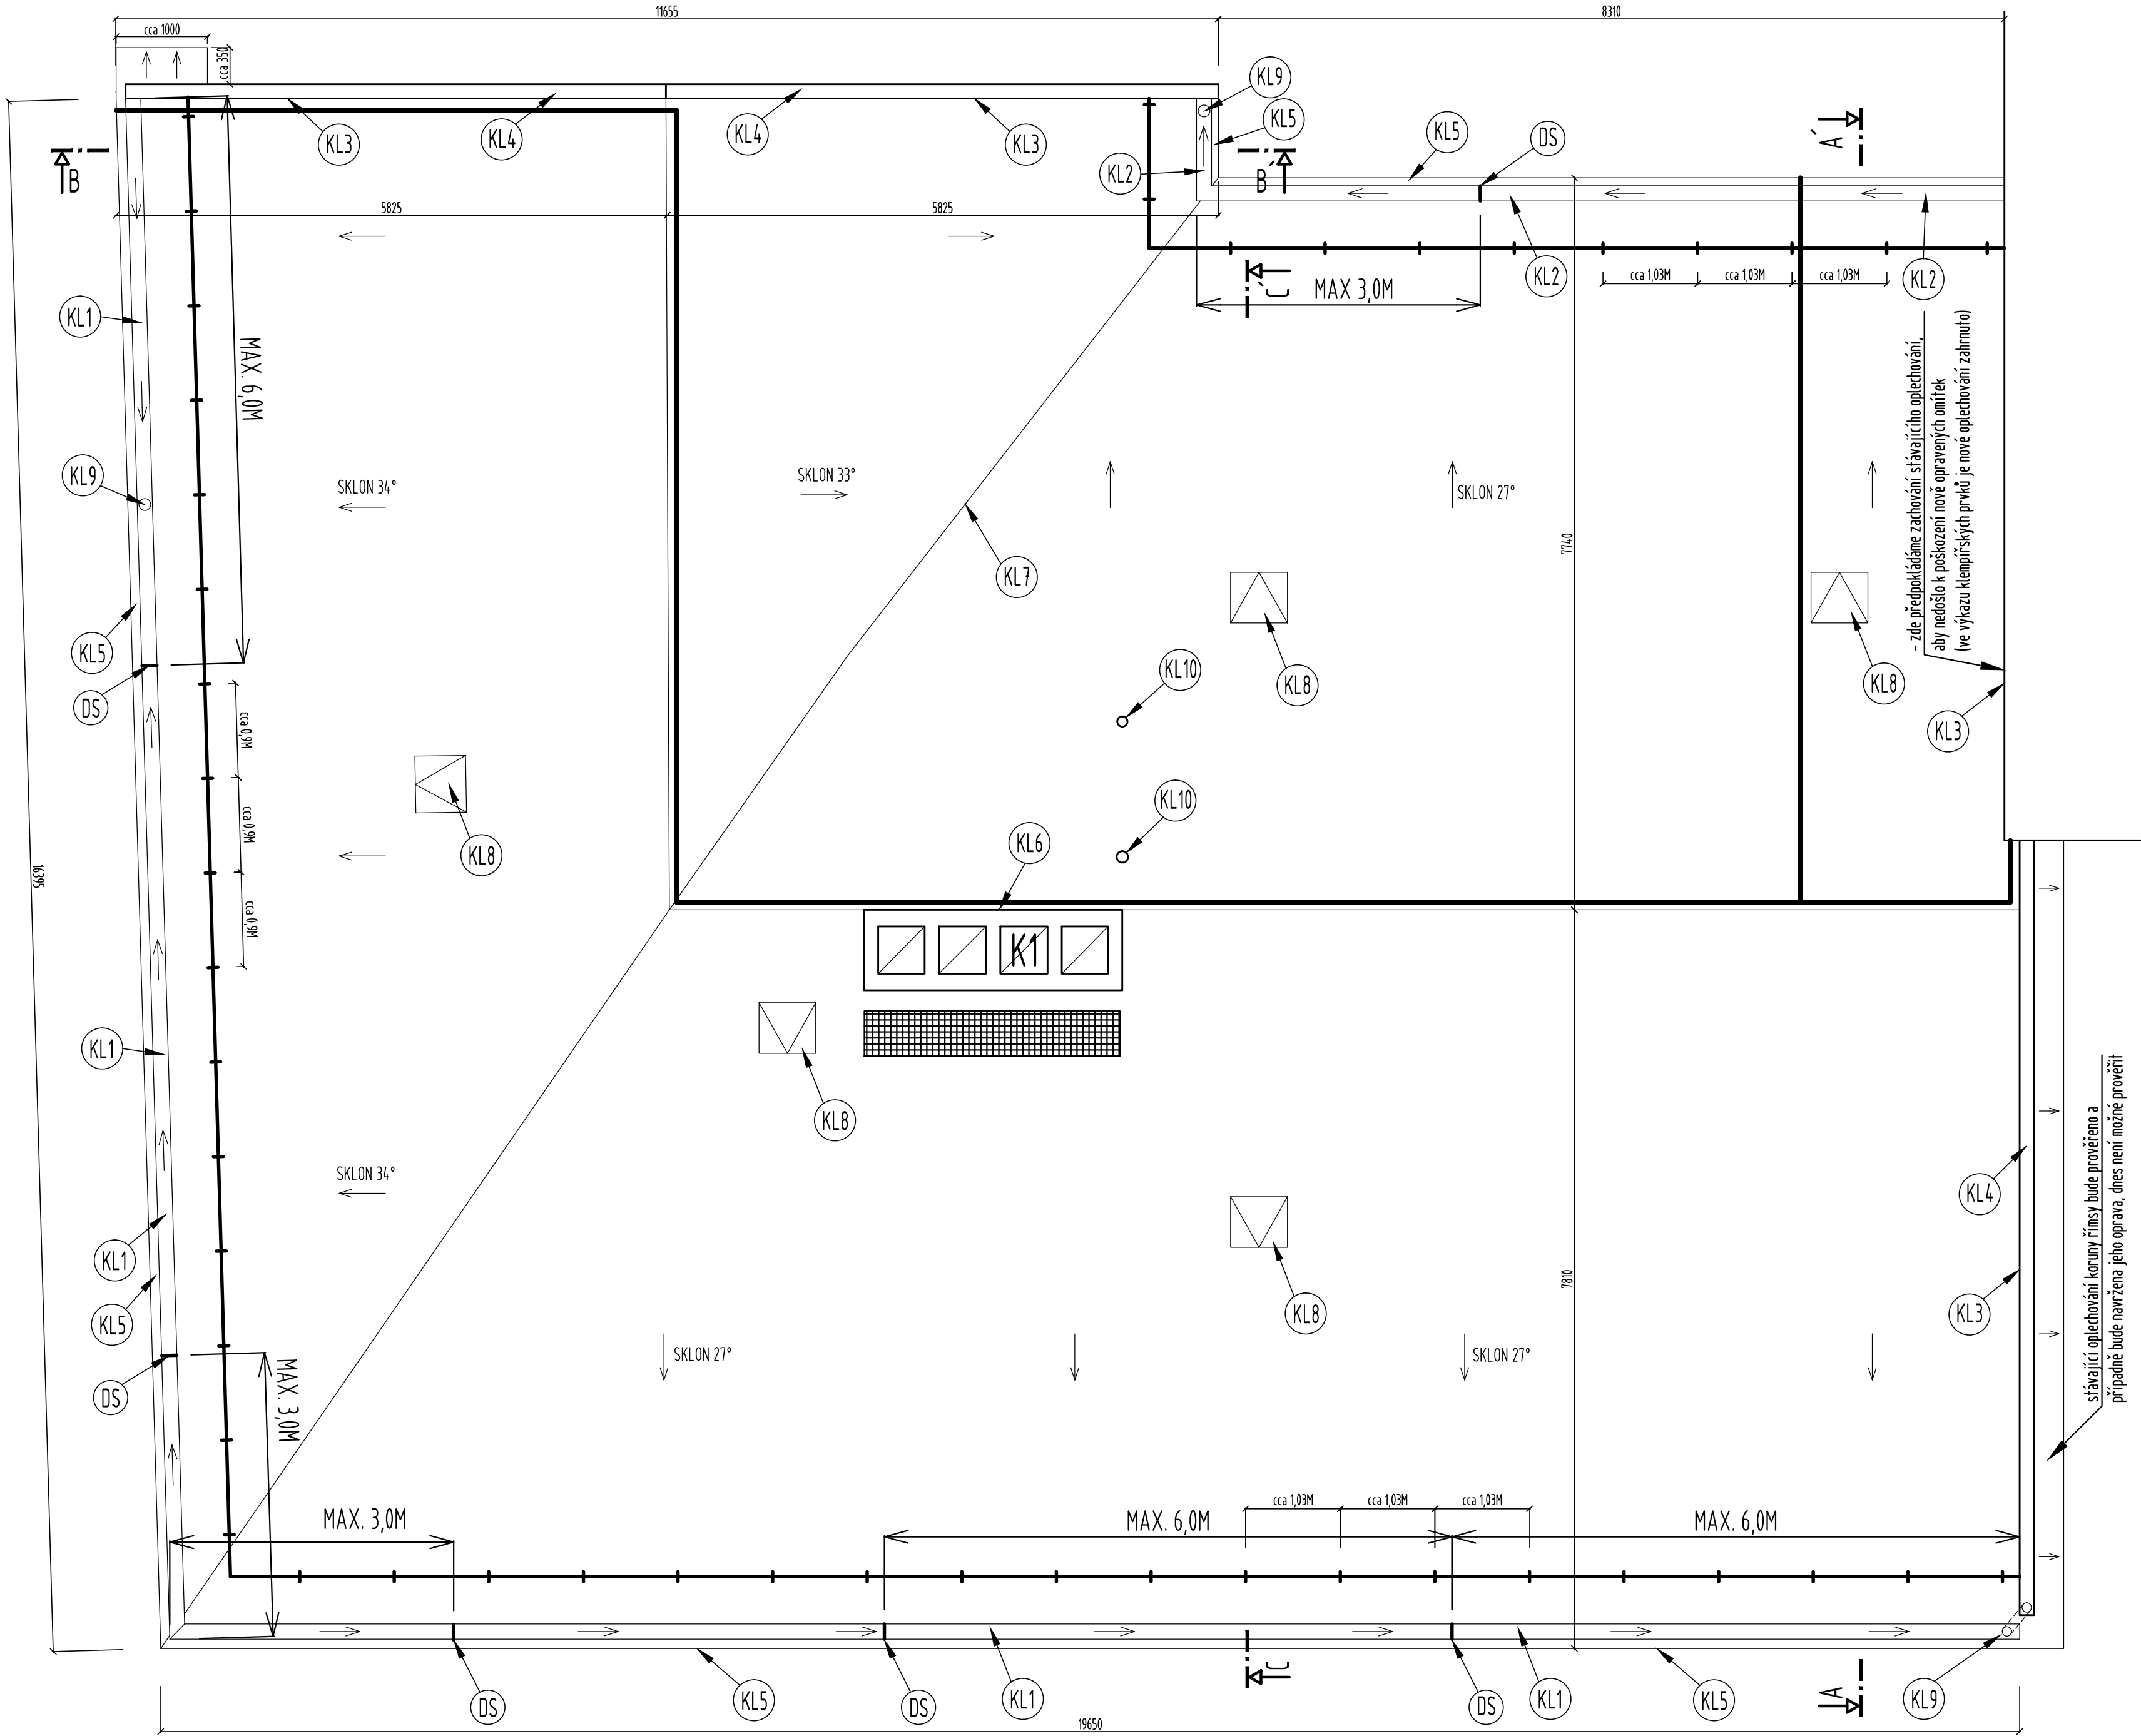 11655
8310
cca 1000
cca 350
KL9
KL5
KL5
DS
A´
KL3
KL4
KL4
KL3
KL2
B
B´
5825
5825
C´
MAX 3,0M
KL2
cca 1,03M
cca 1,03M
cca 1,03M
KL2
KL1
MAX. 6,0M
- zde předpokládáme zachování stávajícího oplechování,
aby nedošlo k poškození nově opravených omítek
(ve výkazu klempířských prvků je nové oplechování zahrnuto)
KL9
SKLON 34°
SKLON 33°
SKLON 27°
7740
KL7
KL5
KL10
KL8
KL8
DS
KL3
cca 0,9M
cca 0,9M
cca 0,9M
KL10
KL8
KL6
16395
K1
KL1
KL8
stávající oplechování koruny římsy bude prověřeno a
případně bude navržena jeho oprava, dnes není možné prověřit
SKLON 34°
KL4
KL1
KL5
7810
KL8
KL3
SKLON 27°
SKLON 27°
DS
MAX. 3,0M
MAX. 3,0M
cca 1,03M
cca 1,03M
cca 1,03M
MAX. 6,0M
MAX. 6,0M
C
A
DS
KL5
DS
KL1
DS
KL1
KL5
KL9
19650